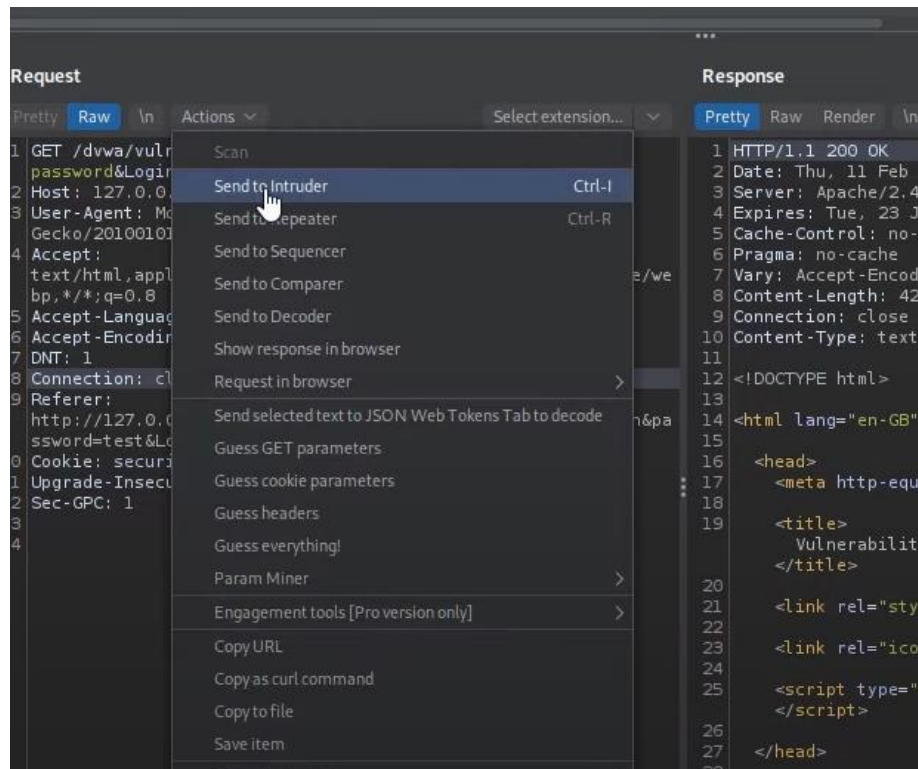 Request
Pretty Raw \n Actions Select extension...
1 GET /dvwa/vulr
password&Login
2 Host: 127.0.0.
3 User-Agent: Mo
Gecko/20100101
4 Accept:
text/html,appl
bp,*/*;q=0.8
5 Accept-Languag
6 Accept-Encodin
7 DNT: 1
8 Connection: cl
9 Referer:
http://127.0.0
ssword=test&Lo
0 Cookie: securi
1 Upgrade-Insecu
2 Sec-GPC: 1
3
4
Scan
Send to Intruder Ctrl-I
Send to Repeater Ctrl-R
Send to Sequencer
Send to Comparer
e/we
Send to Decoder
Show response in browser
Request in browser
Send selected text to JSON Web Tokens Tab to decode
n&pa
Guess GET parameters
Guess cookie parameters
Guess headers
Guess everything!
Param Miner
Engagement tools [Pro version only]
Copy URL
Copy as curl command
Copy to file
Save item
Response
Pretty Raw Render \n
1 HTTP/1.1 200 OK
2 Date: Thu, 11 Feb
3 Server: Apache/2.4
4 Expires: Tue, 23 J
5 Cache-Control: no-
6 Pragma: no-cache
7 Vary: Accept-Encod
8 Content-Length: 42
9 Connection: close
10 Content-Type: text
11
12 <!DOCTYPE html>
13
14 <html lang="en-GB"
15
16 <head>
17 <meta http-equ
18
19 <title>
Vulnerabilit
</title>
20
21 <link rel="sty
22
23 <link rel="ico
24
25 <script type="
</script>
26
27 </head>